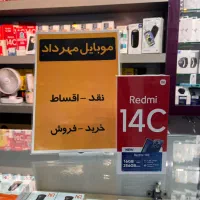 موبایل مهرداد
نقد - اقساط
خرید - فروش
Redmi
14C